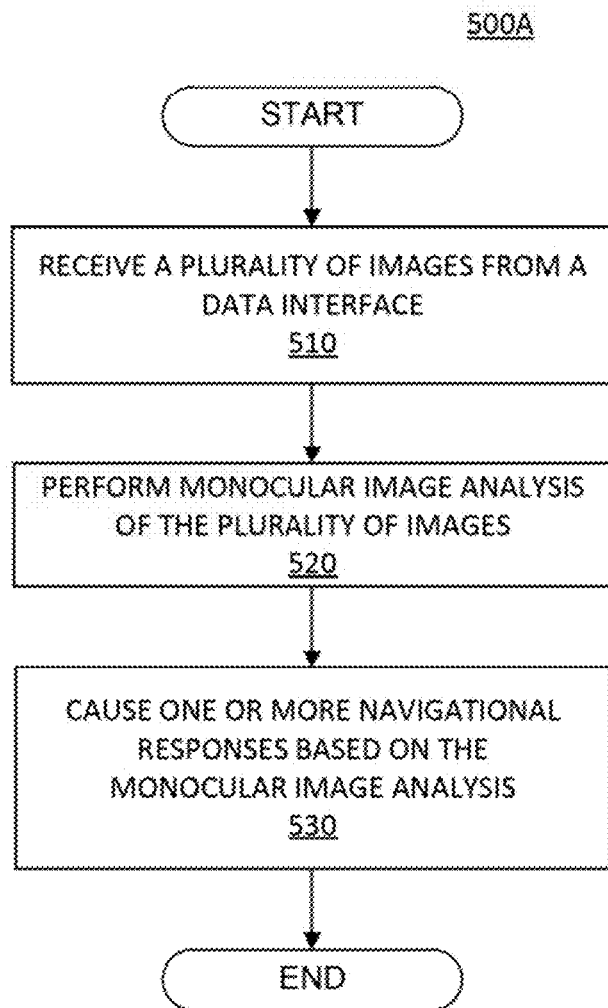 500A
START
RECEIVE A PLURALITY OF IMAGES FROM A
DATA INTERFACE
510
PERFORM MONOCULAR IMAGE ANALYSIS
OF THE PLURALITY OF IMAGES
520
CAUSE ONE OR MORE NAVIGATIONAL
RESPONSES BASED ON THE
MONOCULAR IMAGE ANALYSIS
530
END